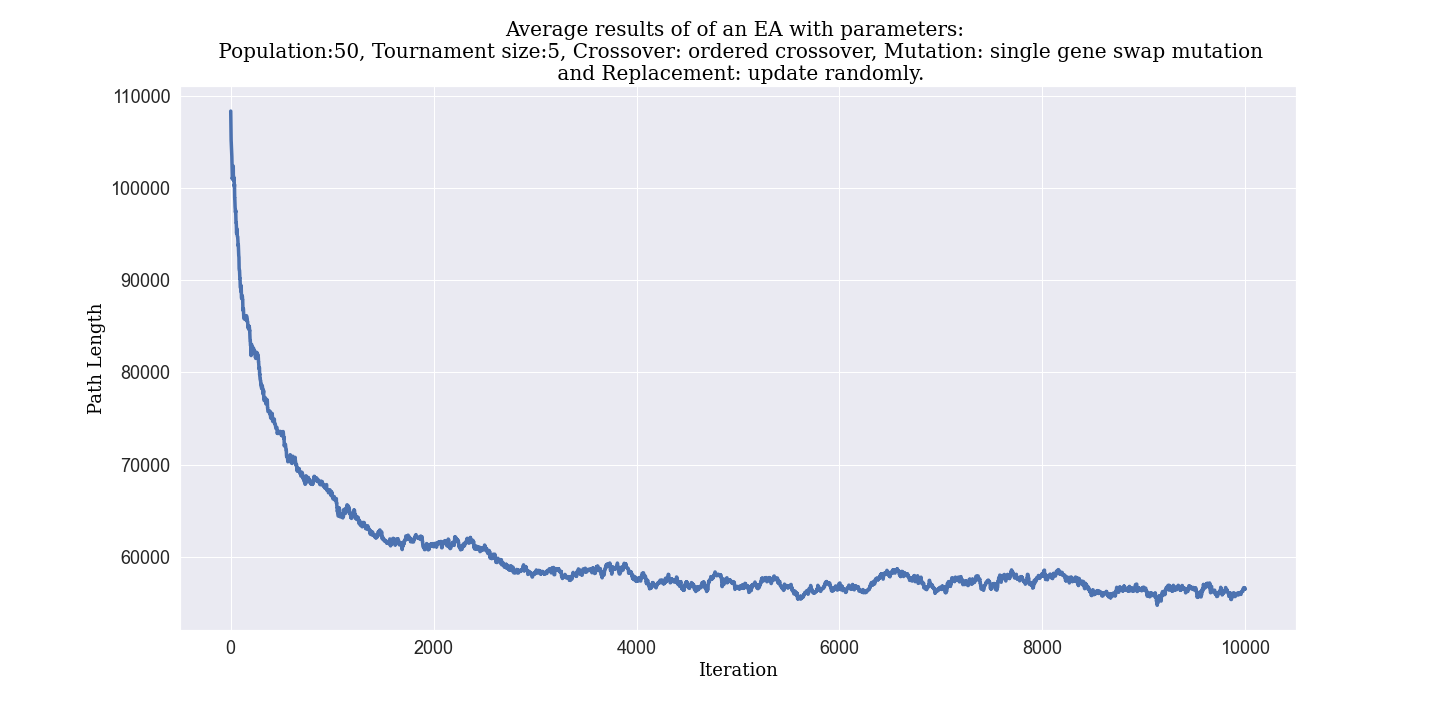 Average results of of an EA with parameters:
Population:50, Tournament size:5, Crossover: ordered crossover, Mutation: single gene swap mutation
and Replacement: update randomly.
110000
100000
90000
80000
70000
60000
Path Length
0 2000 4000 6000 8000 10000
Iteration